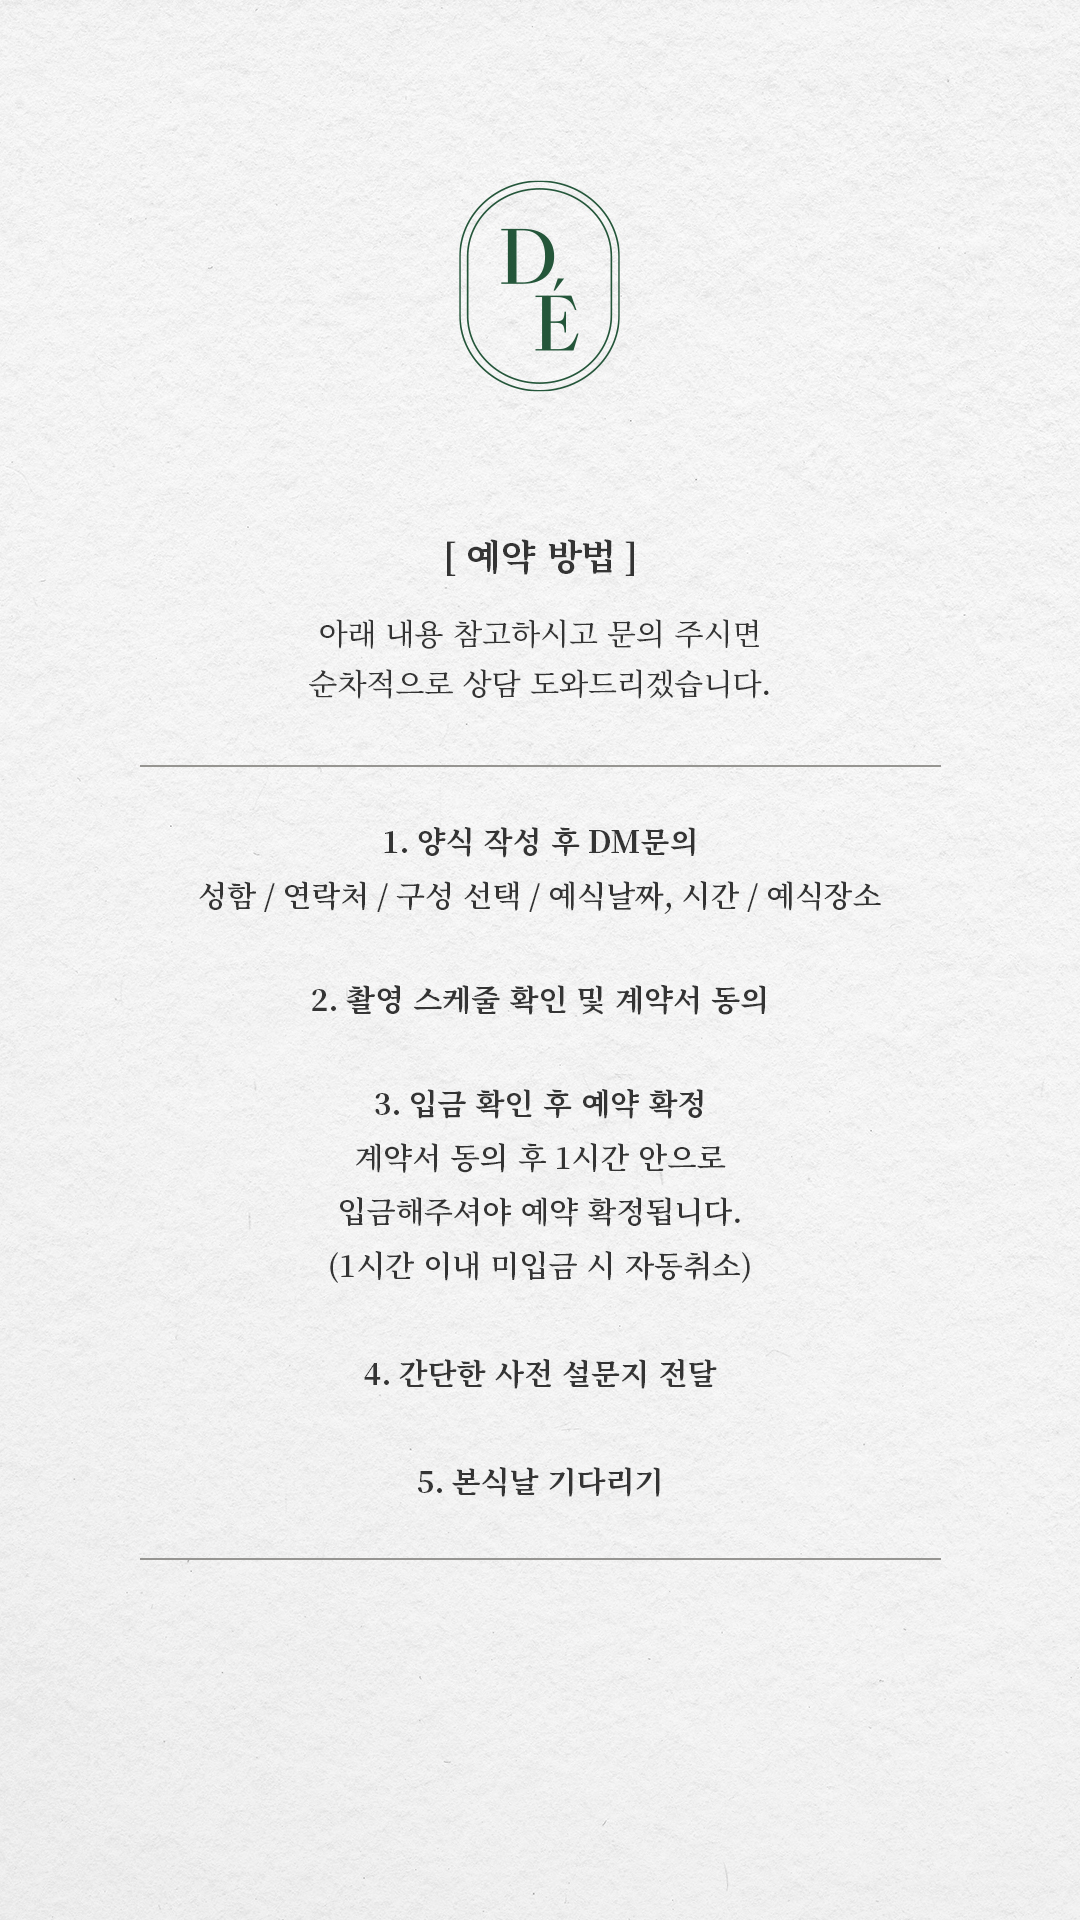 D
É
[ 예약 방법 ]
아래 내용 참고하시고 문의 주시면
순차적으로 상담 도와드리겠습니다.
1. 양식 작성 후 DM문의
성함 / 연락처 / 구성 선택 / 예식날짜, 시간 / 예식장소
2. 촬영 스케줄 확인 및 계약서 동의
3. 입금 확인 후 예약 확정
계약서 동의 후 1시간 안으로
입금해주셔야 예약 확정됩니다.
(1시간 이내 미입금 시 자동취소)
4. 간단한 사전 설문지 전달
5. 본식날 기다리기